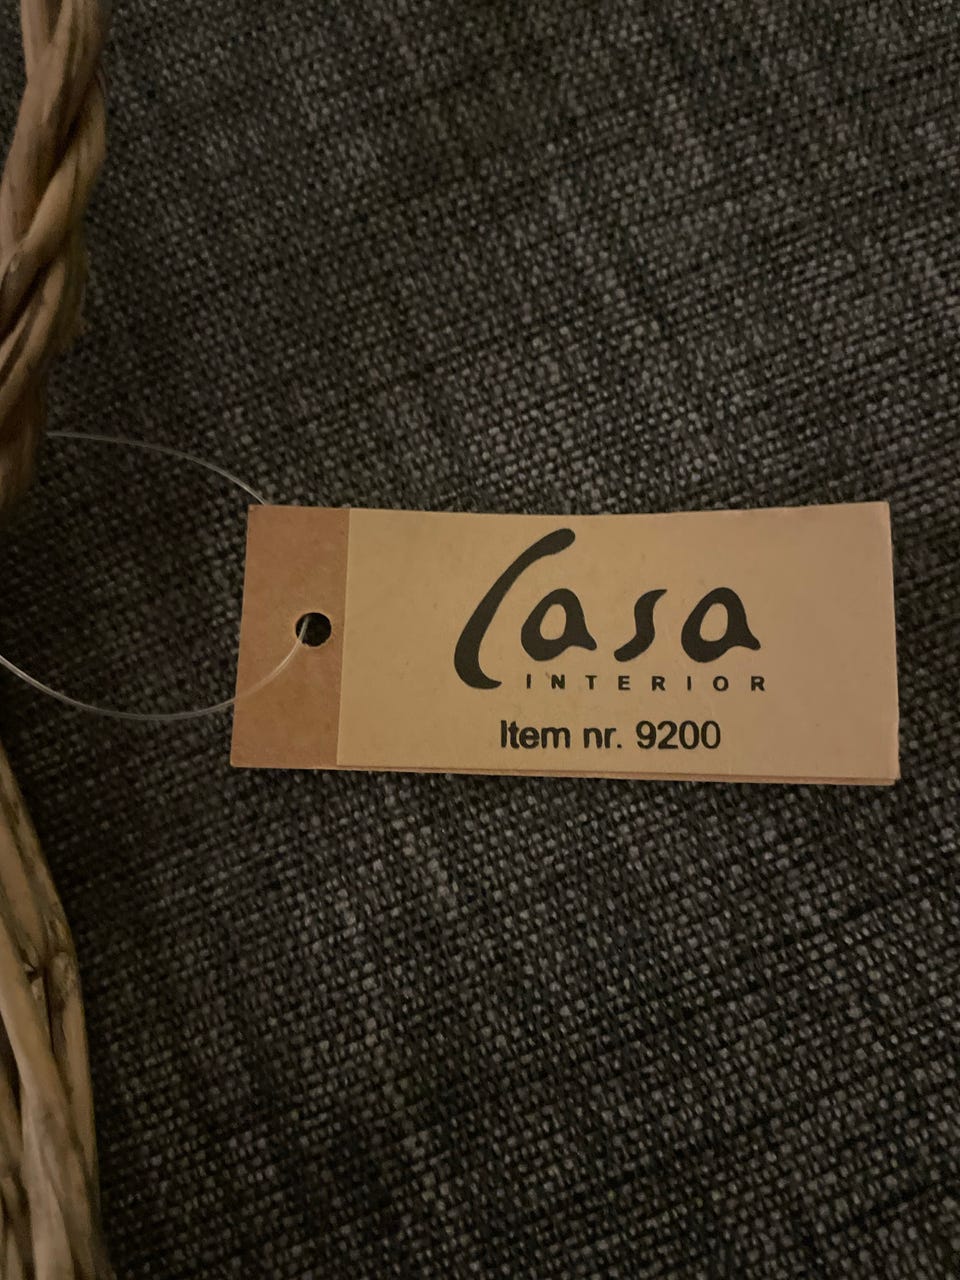 Casa
INTERIOR
Item nr. 9200